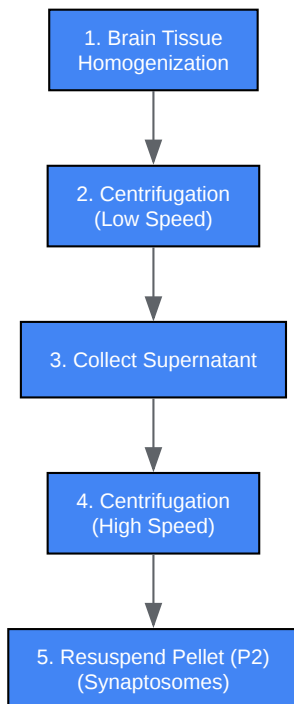 1. Brain Tissue
Homogenization
2. Centrifugation
(Low Speed)
3. Collect Supernatant
4. Centrifugation
(High Speed)
5. Resuspend Pellet (P2)
(Synaptosomes)